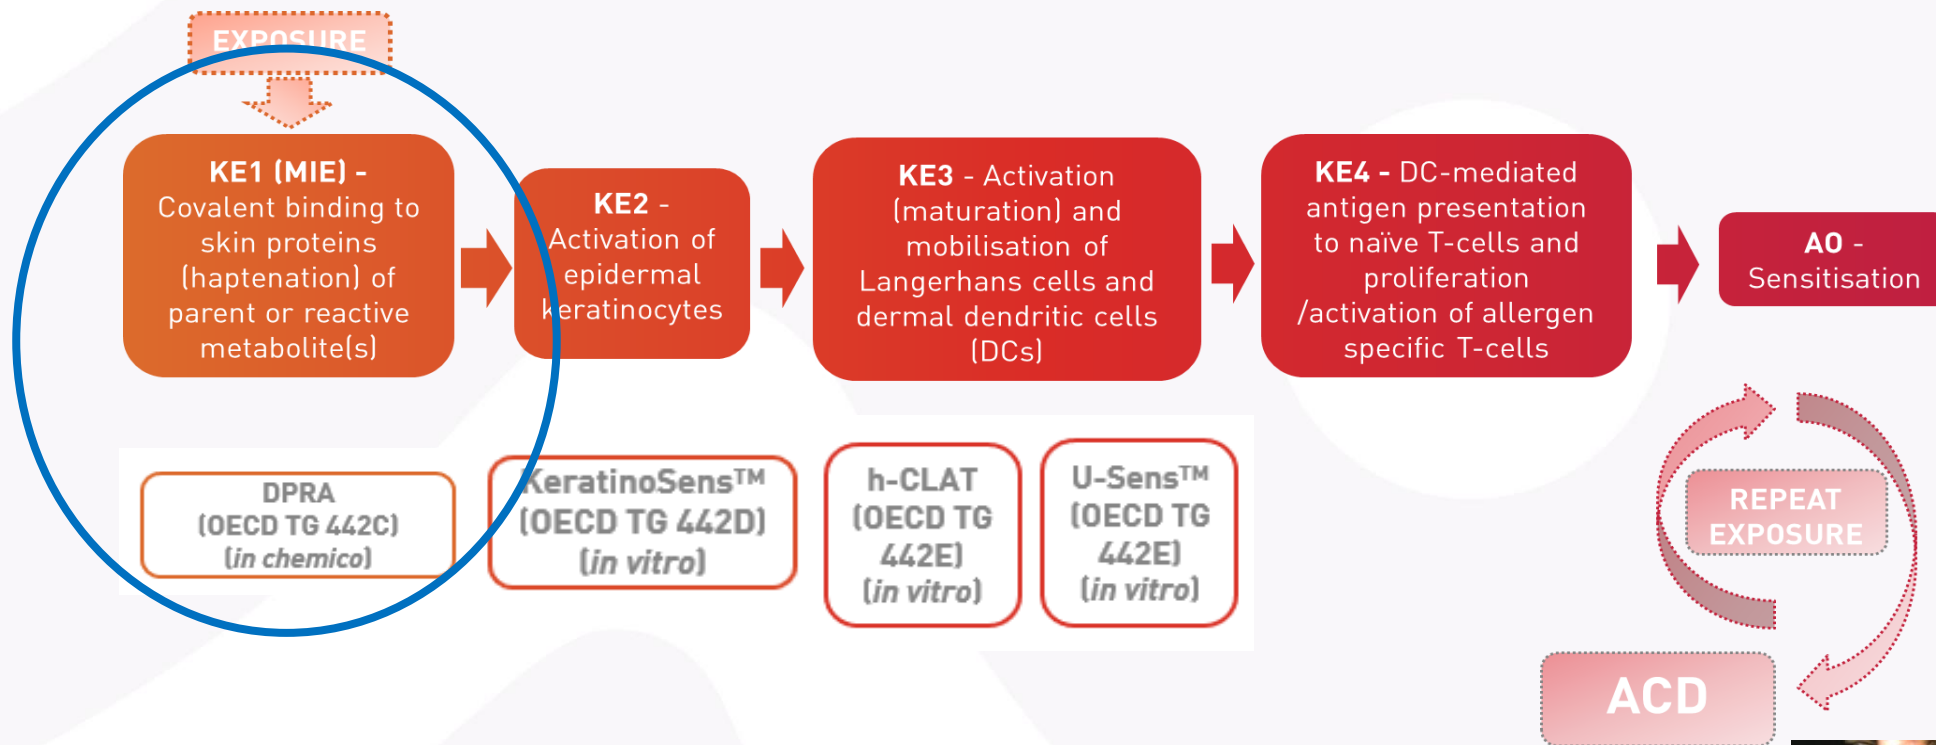 EXPOSURE
KE1 (MIE) -
Covalent binding to
skin proteins
(haptenation) of
parent or reactive
metabolite(s)
KE2 -
Activation of
epidermal
keratinocytes
KE3 - Activation
(maturation) and
mobilisation of
Langerhans cells and
dermal dendritic cells
(DCs)
KE4 - DC-mediated
antigen presentation
to naïve T-cells and
proliferation
/activation of allergen
specific T-cells
AO -
Sensitisation
DPRA
(OECD TG 442C)
(in chemico)
KeratinoSens™
(OECD TG 442D)
(in vitro)
h-CLAT
(OECD TG
442E)
(in vitro)
U-Sens™
(OECD TG
442E)
(in vitro)
REPEAT
EXPOSURE
ACD